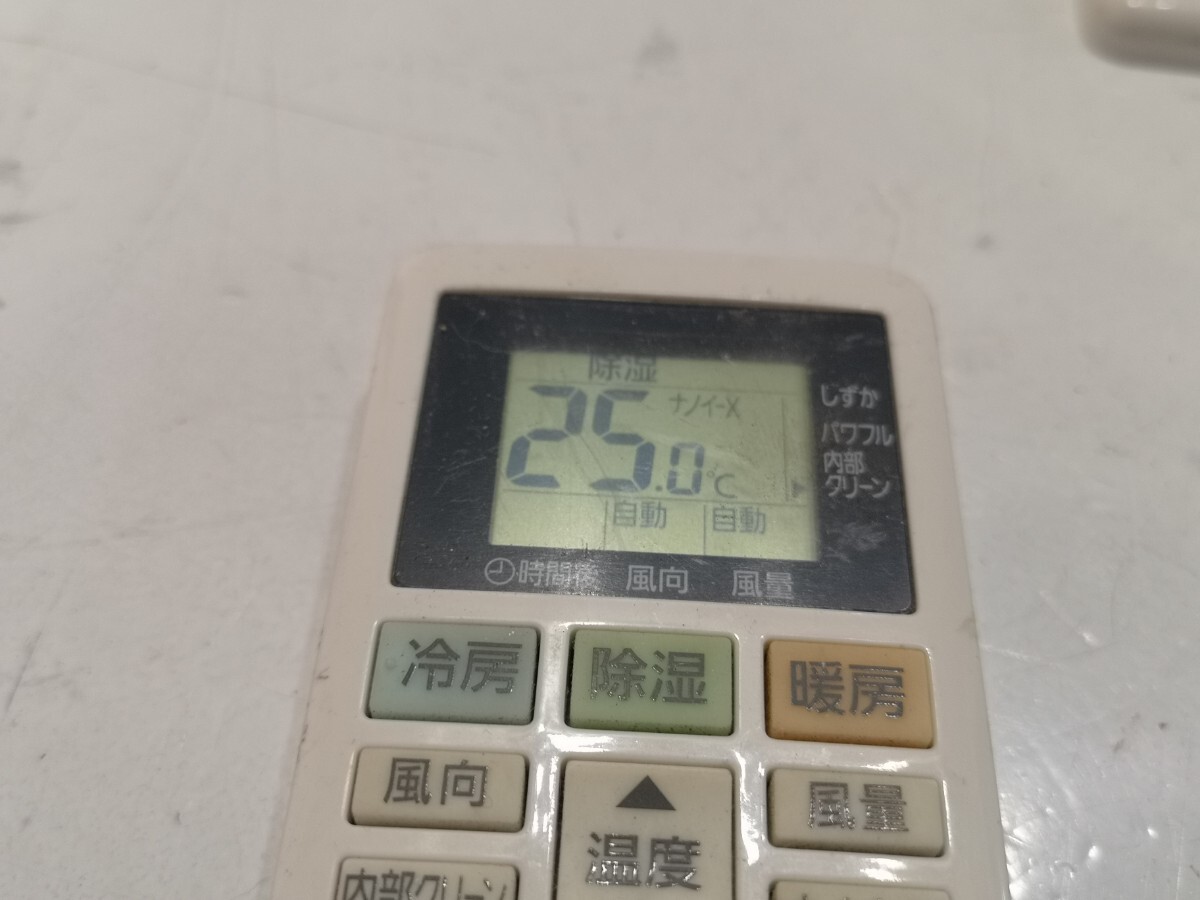 除湿
25.0℃
ナノイーX
自動 自動
しずか
パワフル
内部
クリーン
時間後 風向 風量
冷房 除湿 暖房
風向
風量
温度
内部クリーン